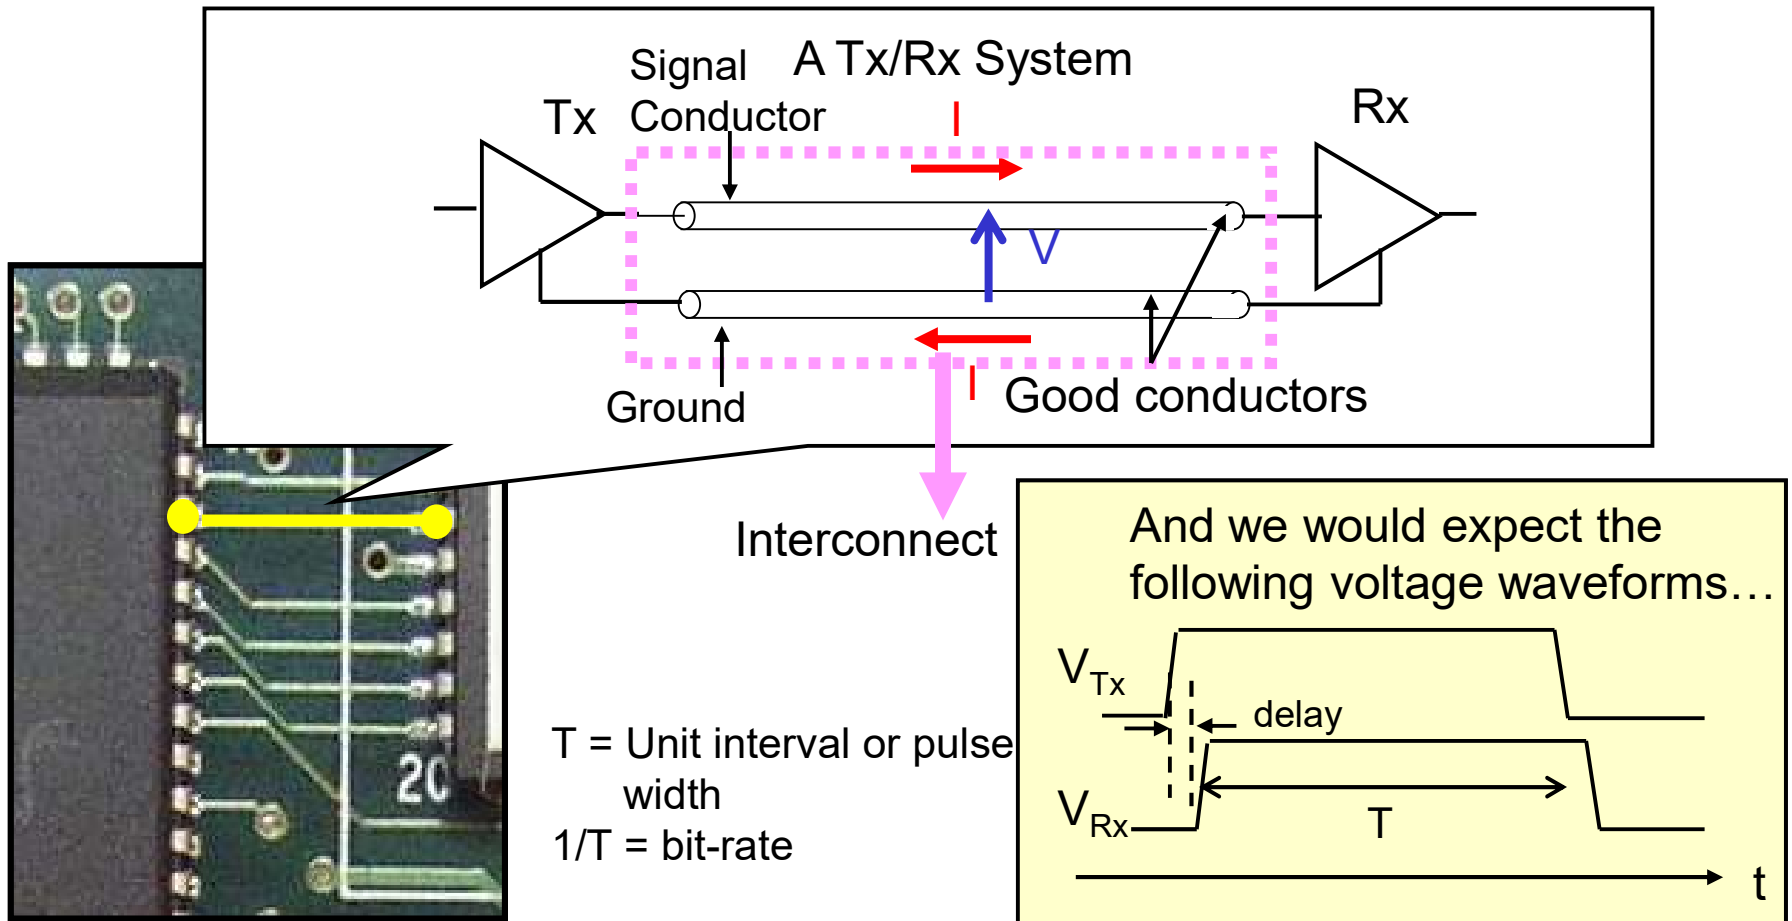 A Tx/Rx System
Signal
Conductor
Tx
I
Rx
V
Ground
I
Good conductors
Interconnect
20
T = Unit interval or pulse
width
1/T = bit-rate
And we would expect the
following voltage waveforms…
VTx
delay
VRx
T
t